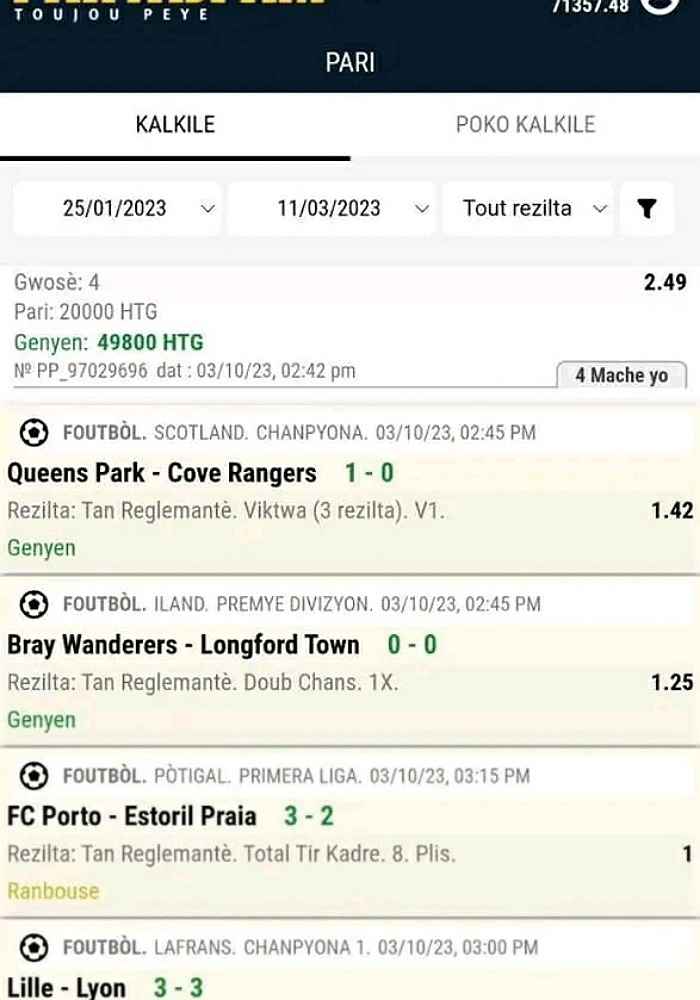 TOUJOU PEYE
71357.48
PARI
KALKILE
POKO KALKILE
25/01/2023
11/03/2023
Tout rezilta
Gwosè: 4
2.49
Pari: 20000 HTG
Genyen: 49800 HTG
Nº PP_97029696 dat : 03/10/23, 02:42 pm
4 Mache yo
FOUTBÒL. SCOTLAND. CHANPYONA. 03/10/23, 02:45 PM
Queens Park - Cove Rangers 1 - 0
Rezilta: Tan Reglemantè. Viktwa (3 rezilta). V1.
1.42
Genyen
FOUTBÒL. ILAND. PREMYE DIVIZYON. 03/10/23, 02:45 PM
Bray Wanderers - Longford Town 0 - 0
Rezilta: Tan Reglemantè. Doub Chans. 1X.
1.25
Genyen
FOUTBÒL. PÒTIGAL. PRIMERA LIGA. 03/10/23, 03:15 PM
FC Porto - Estoril Praia 3 - 2
Rezilta: Tan Reglemantè. Total Tir Kadre. 8. Plis.
1
Ranbouse
FOUTBÒL. LAFRANS. CHANPYONA 1. 03/10/23, 03:00 PM
Lille - Lyon 3 - 3